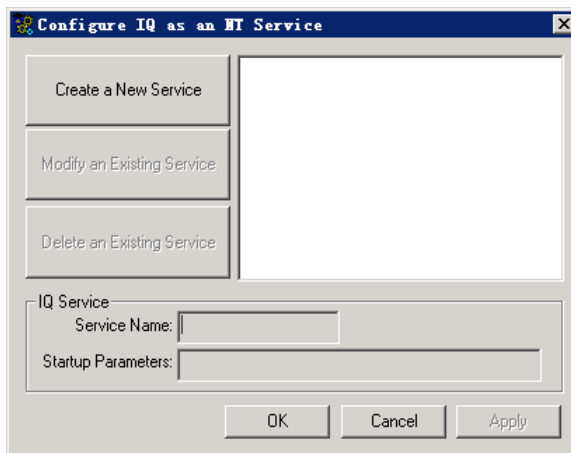 Configure IQ as an NT Service
Create a New Service
Modify an Existing Service
Delete an Existing Service
IQ Service
Service Name:
Startup Parameters:
OK Cancel Apply